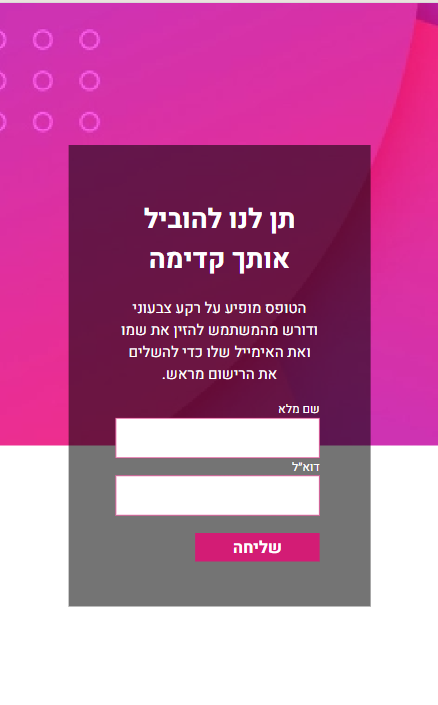 תן לנו להוביל
אותך קדימה
הטופס מופיע על רקע צבעוני
ודורש מהמשתמש להזין את שמו
ואת האימייל שלו כדי להשלים
את הרישום מראש.
שם מלא
דוא"ל
שליחה